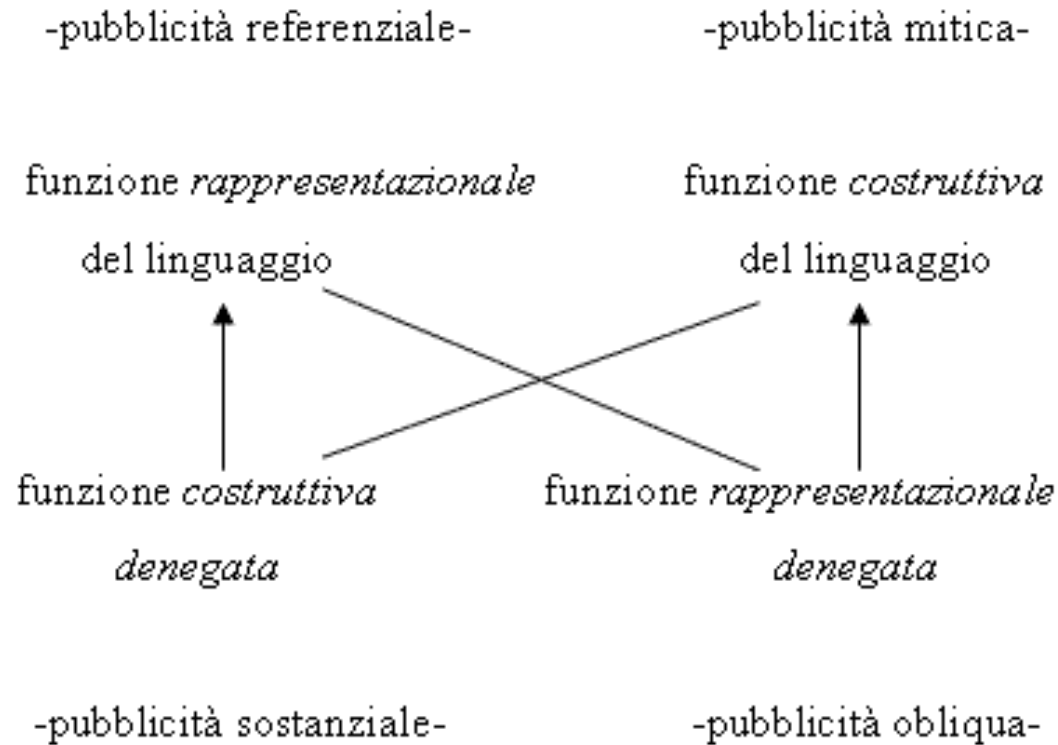 -pubblicità referenziale- -pubblicità mitica-
funzione rappresentazionale funzione costruttiva
del linguaggio del linguaggio
funzione costruttiva funzione rappresentazionale
denegata denegata
-pubblicità sostanziale- -pubblicità obliqua-